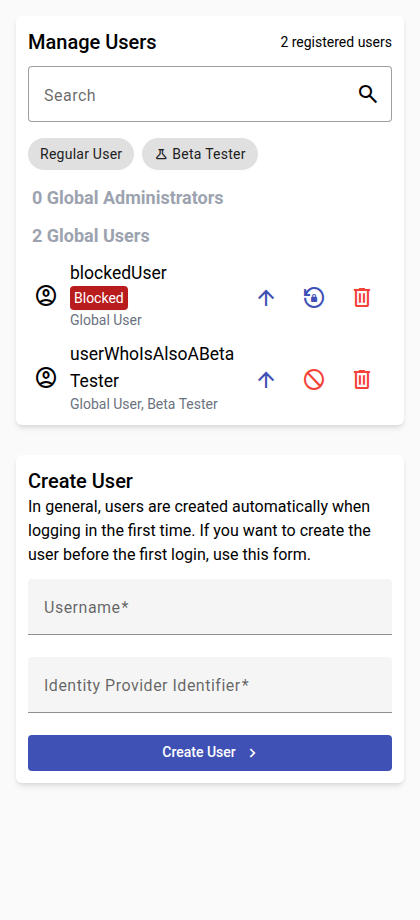 Manage Users
2 registered users
Search
Regular User
Beta Tester
0 Global Administrators
2 Global Users
blockedUser
Blocked
Global User
userWhoIsAlsoABeta
Tester
Global User, Beta Tester
Create User
In general, users are created automatically when
logging in the first time. If you want to create the
user before the first login, use this form.
Username*
Identity Provider Identifier*
Create User